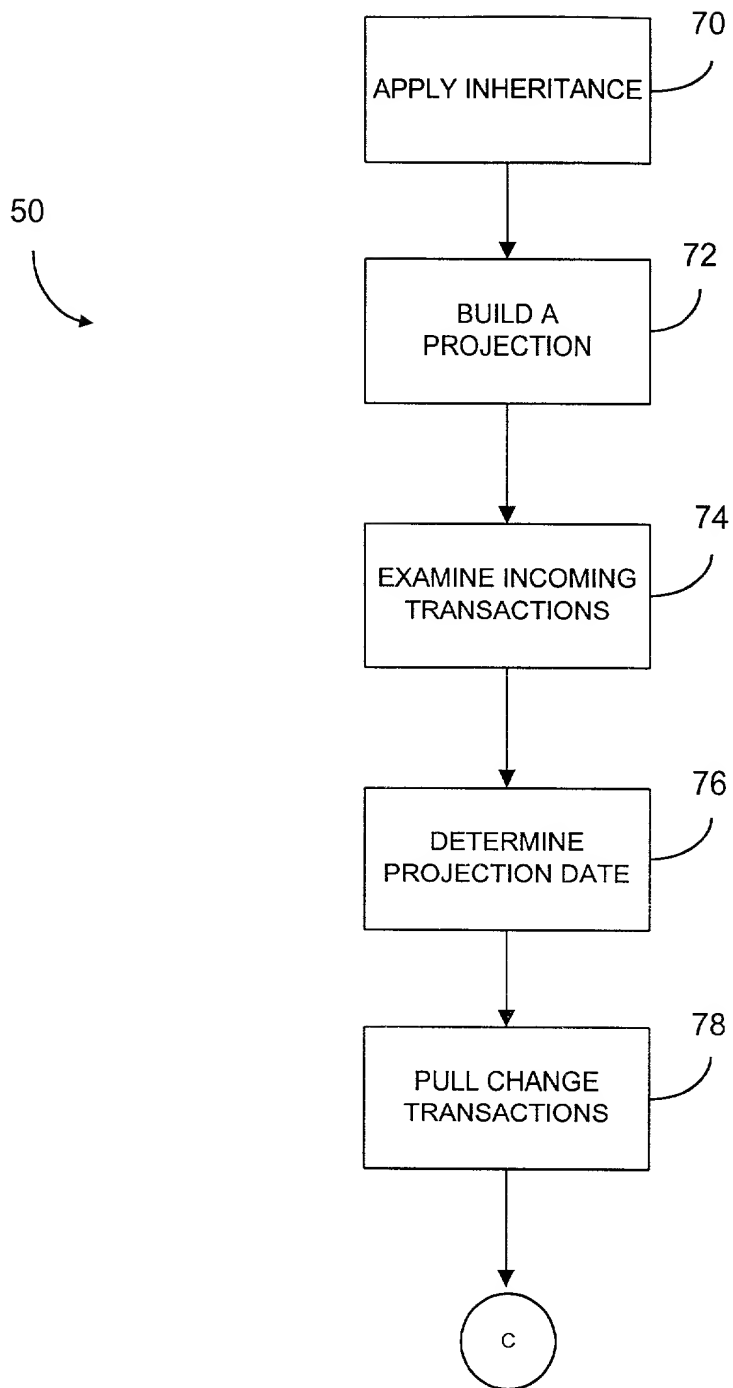 70
APPLY INHERITANCE
50
72
BUILD A
PROJECTION
74
EXAMINE INCOMING
TRANSACTIONS
76
DETERMINE
PROJECTION DATE
78
PULL CHANGE
TRANSACTIONS
C